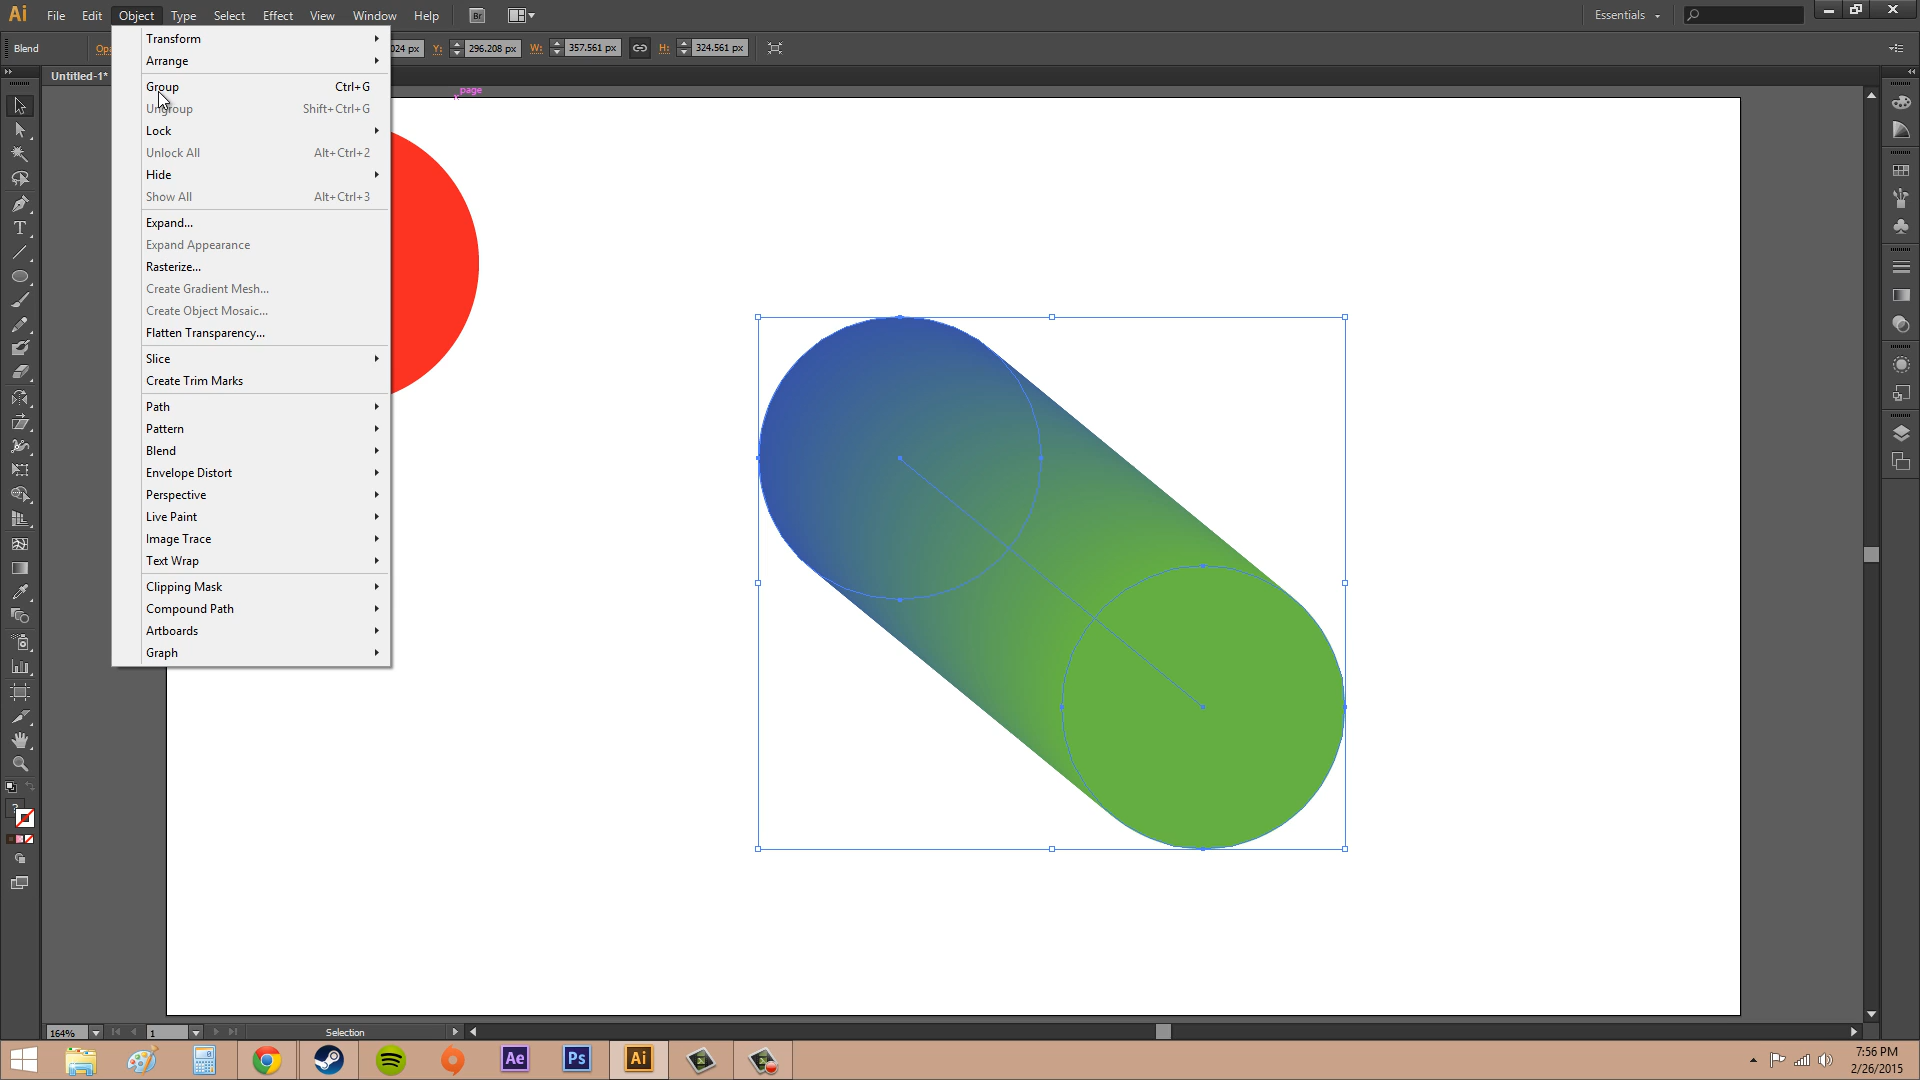 Ai File Edit Object Type Select Effect View Window Help Br Essentials
Blend Opa 024 px Y: 296.208 px W: 357.561 px H: 324.561 px
Untitled-1*
page
Transform
Arrange
Group Ctrl+G
Ungroup Shift+Ctrl+G
Lock
Unlock All Alt+Ctrl+2
Hide
Show All Alt+Ctrl+3
Expand...
Expand Appearance
Rasterize...
Create Gradient Mesh...
Create Object Mosaic...
Flatten Transparency...
Slice
Create Trim Marks
Path
Pattern
Blend
Envelope Distort
Perspective
Live Paint
Image Trace
Text Wrap
Clipping Mask
Compound Path
Artboards
Graph
164% 1 Selection
Ae Ps Ai
7:56 PM
2/26/2015